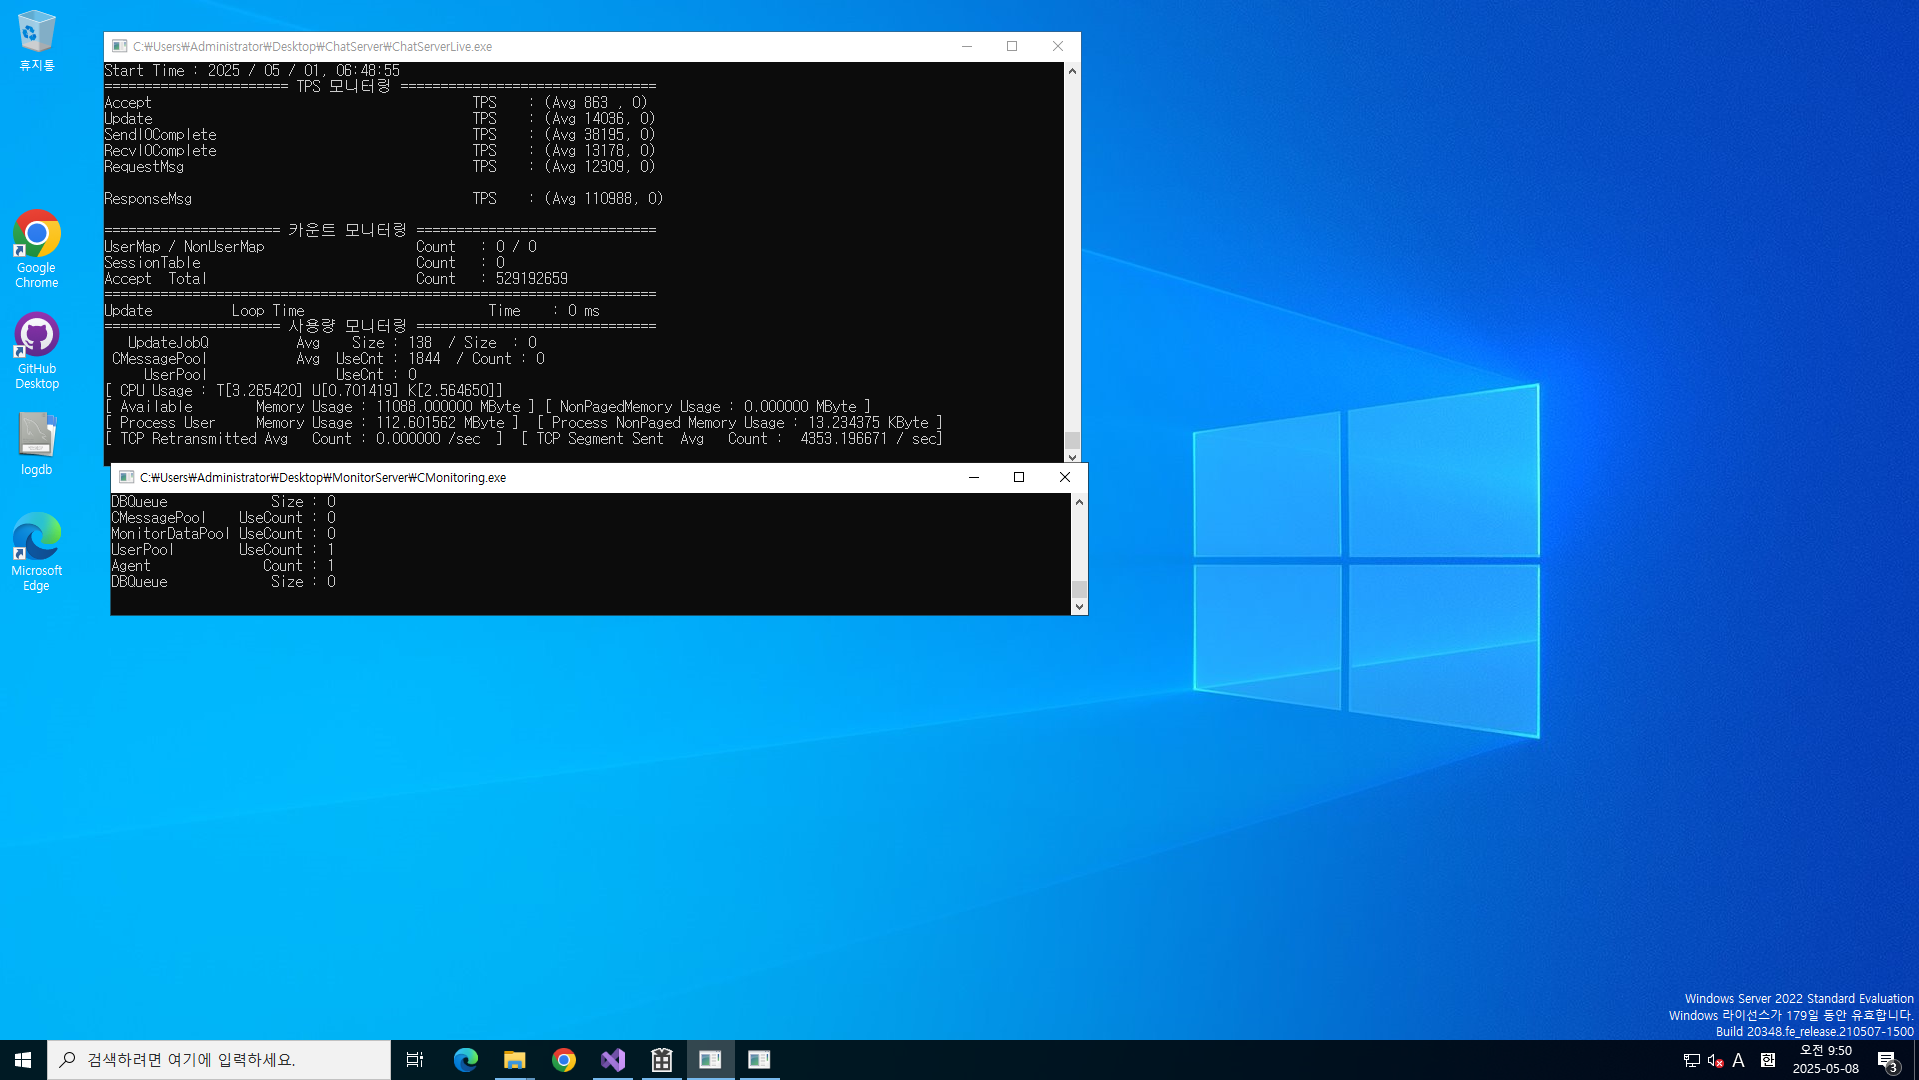 휴지통
Google
Chrome
GitHub
Desktop
logdb
Microsoft
Edge
C:₩Users₩Administrator₩Desktop₩ChatServer₩ChatServerLive.exe
Start Time : 2025 / 05 / 01, 06:48:55
======================= TPS 모니터링 ================================
Accept TPS : (Avg 863 , 0)
Update TPS : (Avg 14036, 0)
SendIOComplete TPS : (Avg 38195, 0)
RecvIOComplete TPS : (Avg 13178, 0)
RequestMsg TPS : (Avg 12309, 0)
ResponseMsg TPS : (Avg 110988, 0)
====================== 카운트 모니터링 ==============================
UserMap / NonUserMap Count : 0 / 0
SessionTable Count : 0
Accept Total Count : 529192659
=====================================================================
Update Loop Time Time : 0 ms
====================== 사용량 모니터링 ==============================
UpdateJobQ Avg Size : 138 / Size : 0
CMessagePool Avg UseCnt : 1844 / Count : 0
UserPool UseCnt : 0
[ CPU Usage : T[3.265420] U[0.701419] K[2.564650]]
[ Available Memory Usage : 11088.000000 MByte ] [ NonPagedMemory Usage : 0.000000 MByte ]
[ Process User Memory Usage : 112.601562 MByte ] [ Process NonPaged Memory Usage : 13.234375 KByte ]
[ TCP Retransmitted Avg Count : 0.000000 /sec ] [ TCP Segment Sent Avg Count : 4353.196671 / sec]
C:₩Users₩Administrator₩Desktop₩MonitorServer₩CMonitoring.exe
DBQueue Size : 0
CMessagePool UseCount : 0
MonitorDataPool UseCount : 0
UserPool UseCount : 1
Agent Count : 1
DBQueue Size : 0
Windows Server 2022 Standard Evaluation
Windows 라이선스가 179일 동안 유효합니다.
Build 20348.fe_release.210507-1500
검색하려면 여기에 입력하세요.
A
한
오전 9:50
2025-05-08
3